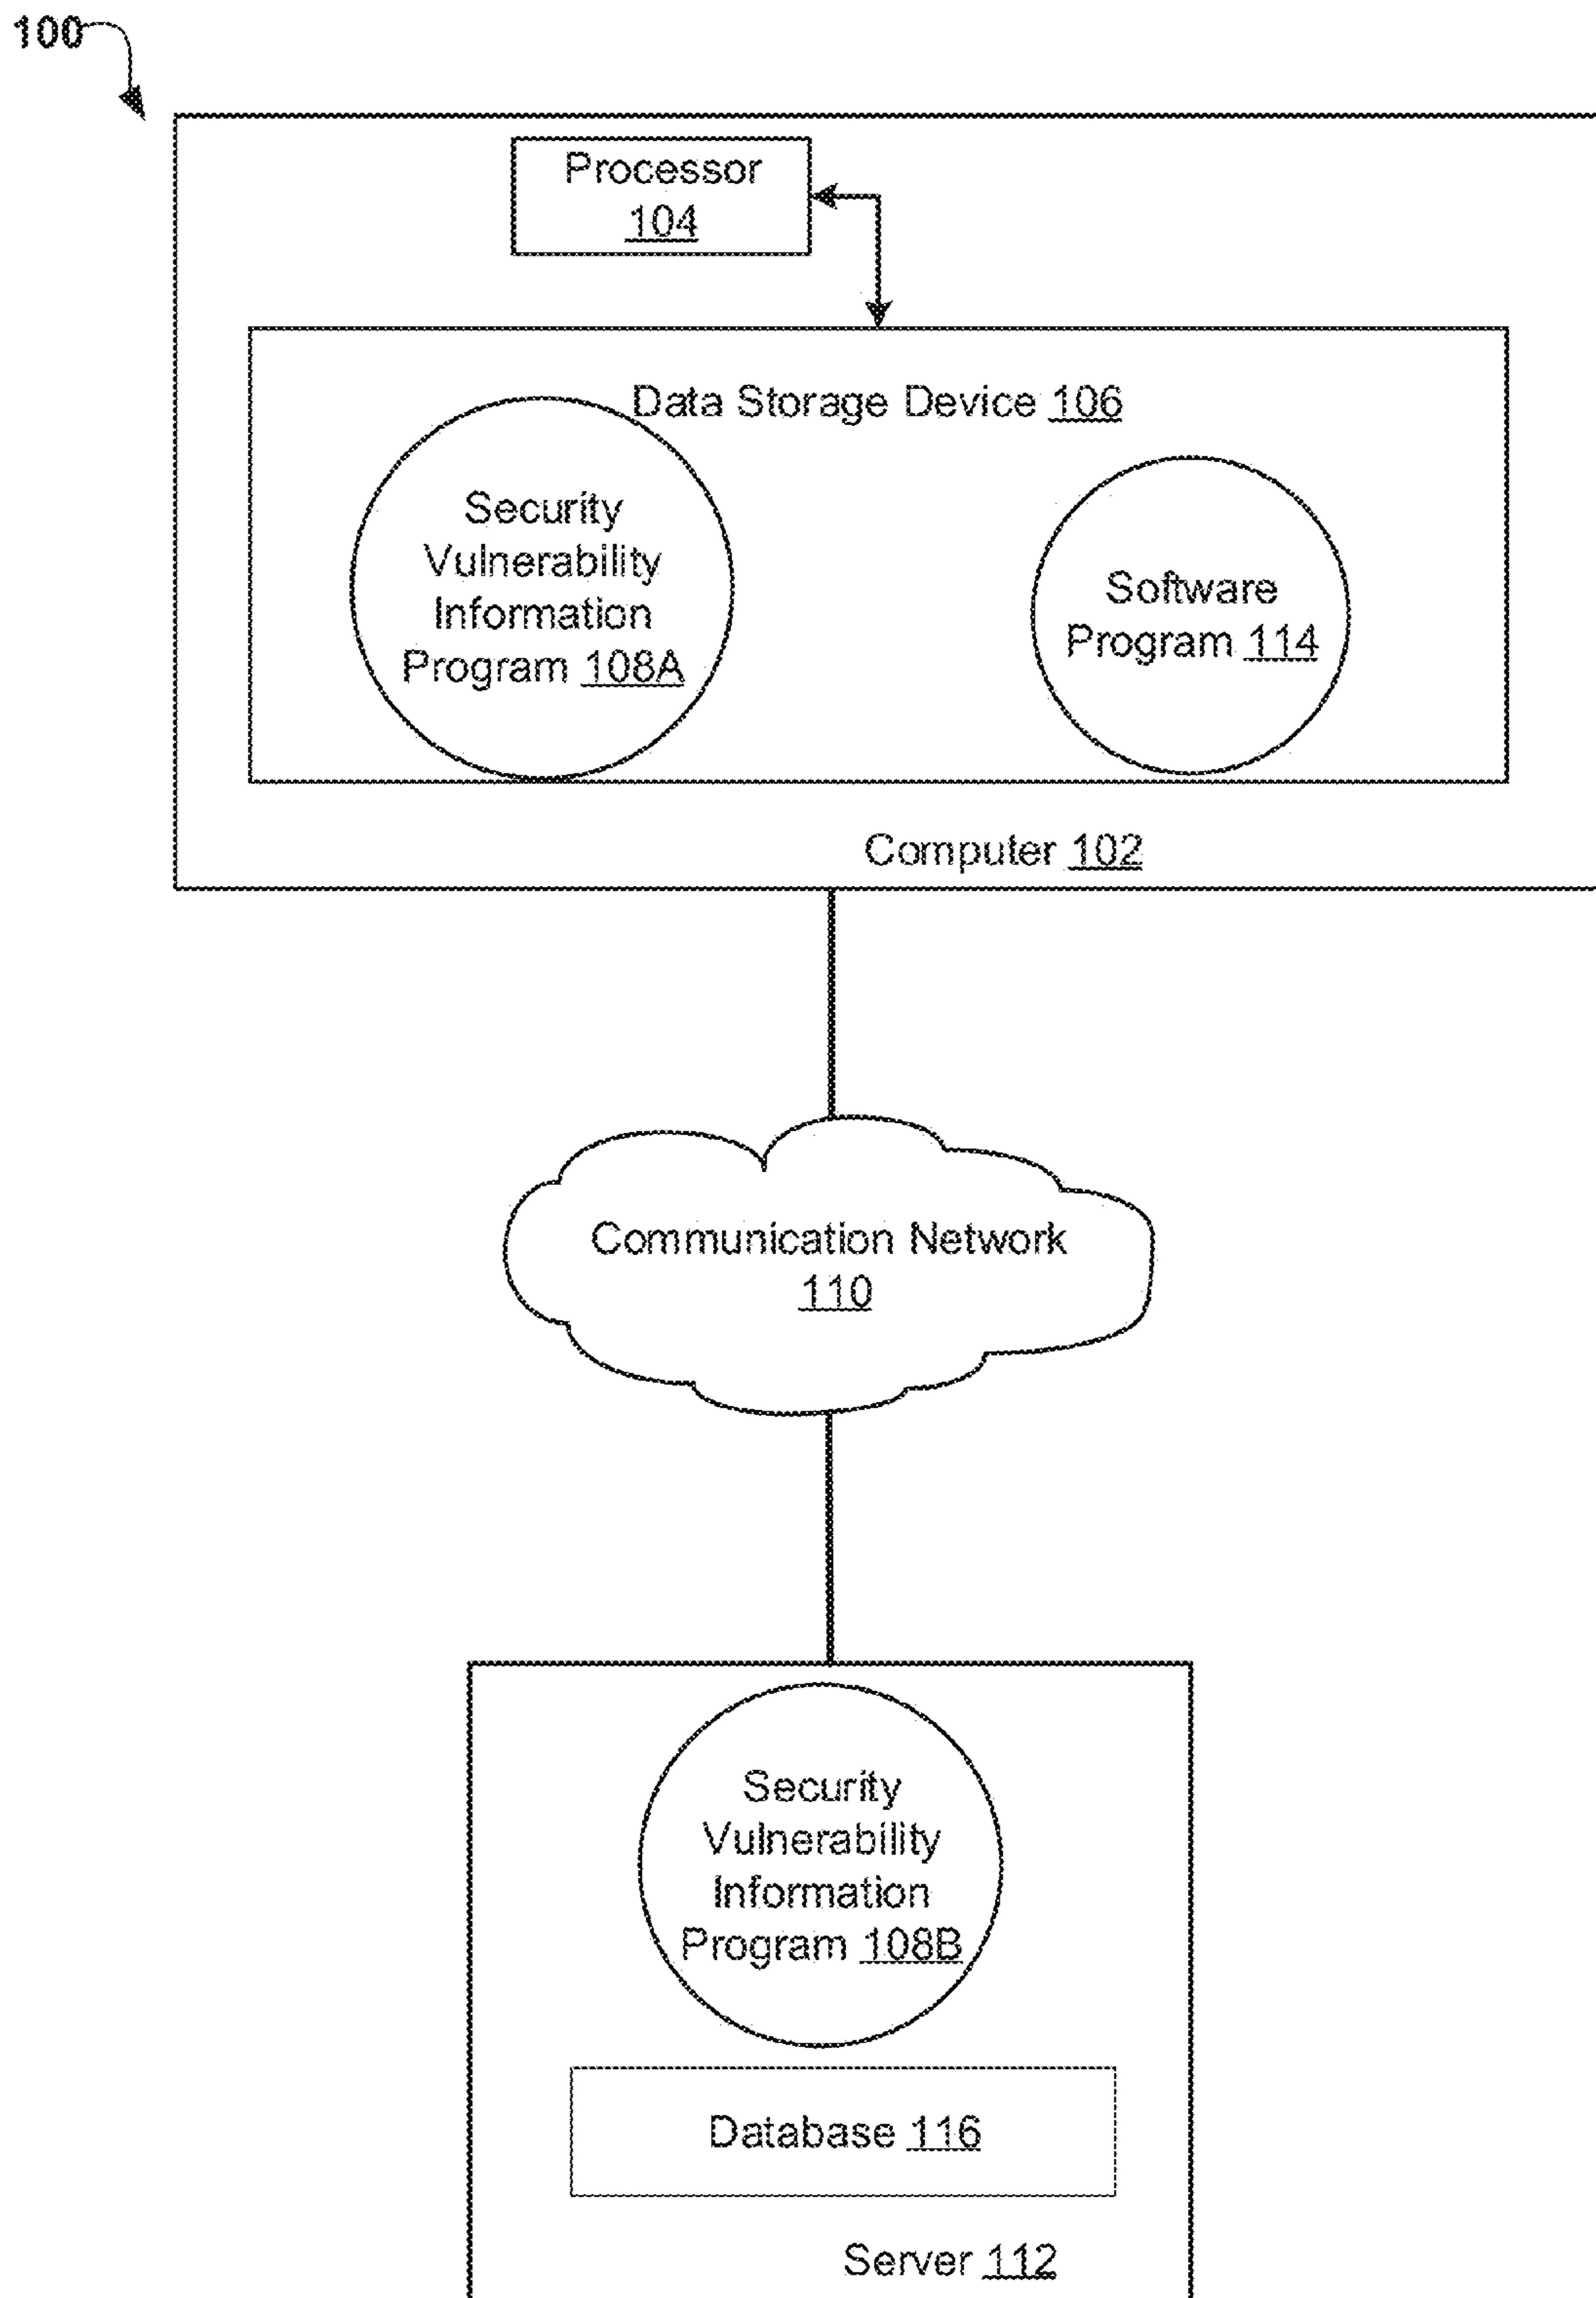 100
Processor
104
Data Storage Device 106
Security
Vulnerability
Information
Program 108A
Software
Program 114
Computer 102
Communication Network
110
Security
Vulnerability
Information
Program 108B
Database 116
Server 112